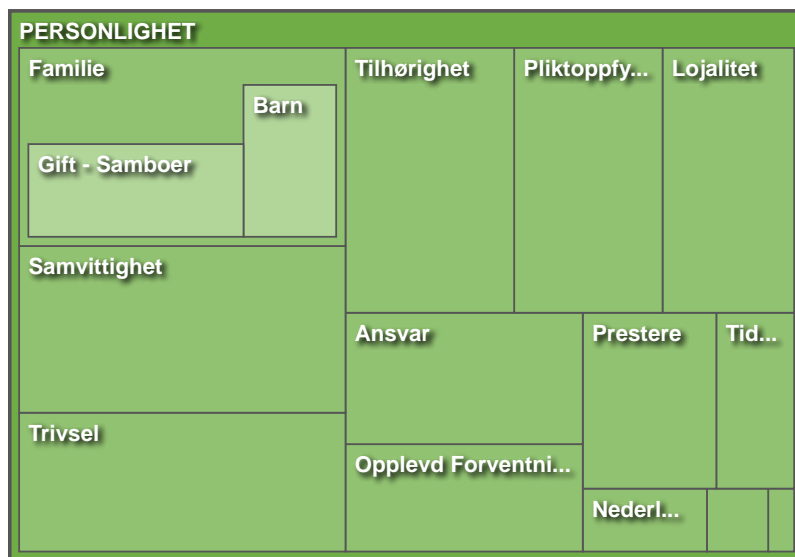 PERSONLIGHET
Familie
Barn
Gift - Samboer
Samvittighet
Trivsel
Tilhørighet
Pliktoppfy...
Lojalitet
Ansvar
Opplevd Forventni...
Prestere
Tid...
Nederl...